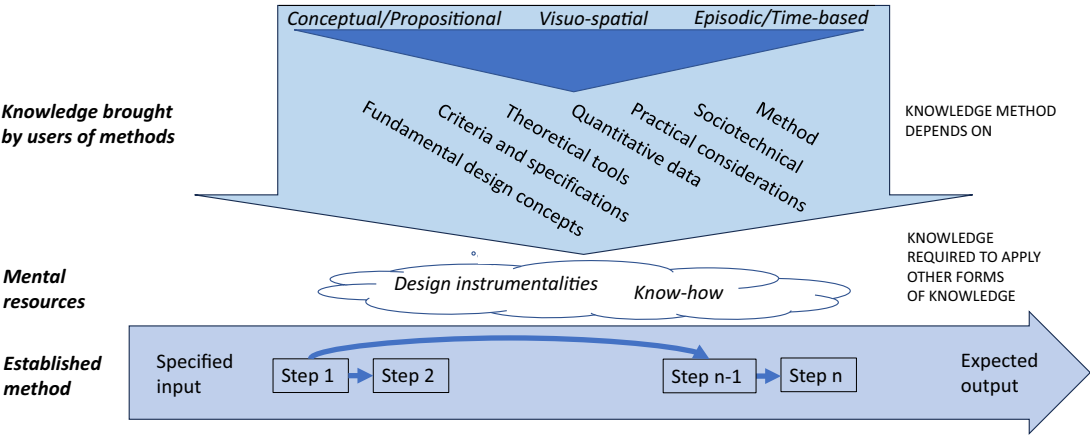 Conceptual/Propositional
Visuo-spatial
Episodic/Time-based
Knowledge brought
by users of methods
Fundamental design concepts
Criteria and specifications
Theoretical tools
Quantitative data
Practical considerations
Sociotechnical
Method
KNOWLEDGE METHOD
DEPENDS ON
Mental
resources
Design instrumentalities
Know-how
KNOWLEDGE
REQUIRED TO APPLY
OTHER FORMS
OF KNOWLEDGE
Established
method
Specified
input
Step 1
Step 2
Step n-1
Step n
Expected
output